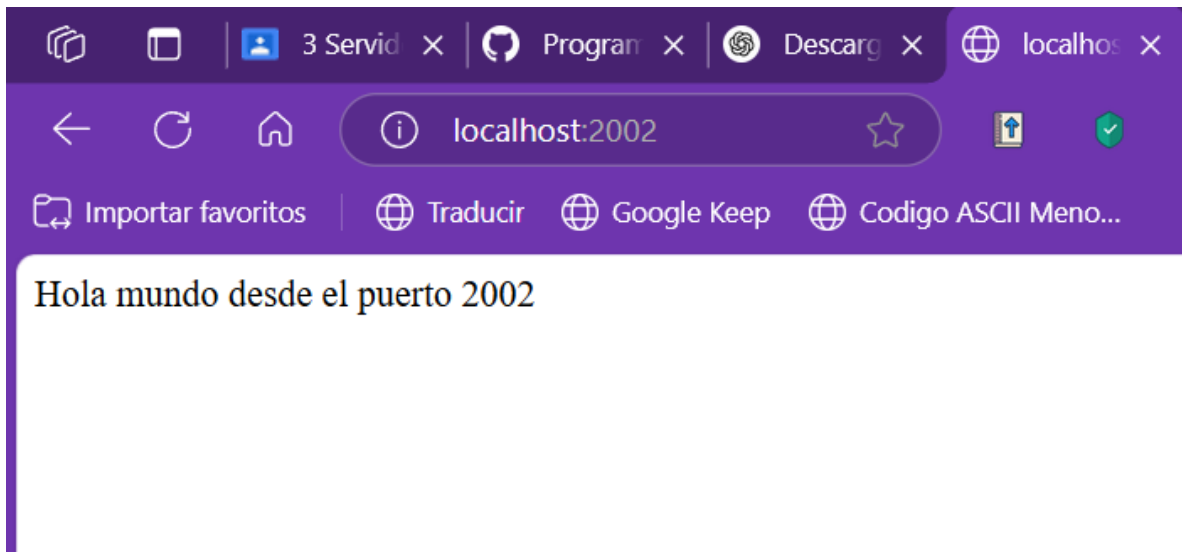 3 Servid
Program
Descarg
localhos
localhost:2002
Importar favoritos
Traducir
Google Keep
Codigo ASCII Meno...
Hola mundo desde el puerto 2002